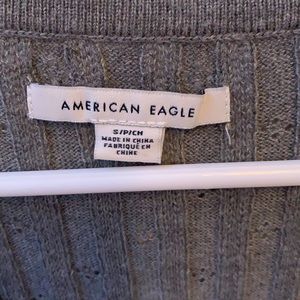 AMERICAN EAGLE
S/P/CH
MADE IN CHINA
FABRIQUÉ EN
CHINE